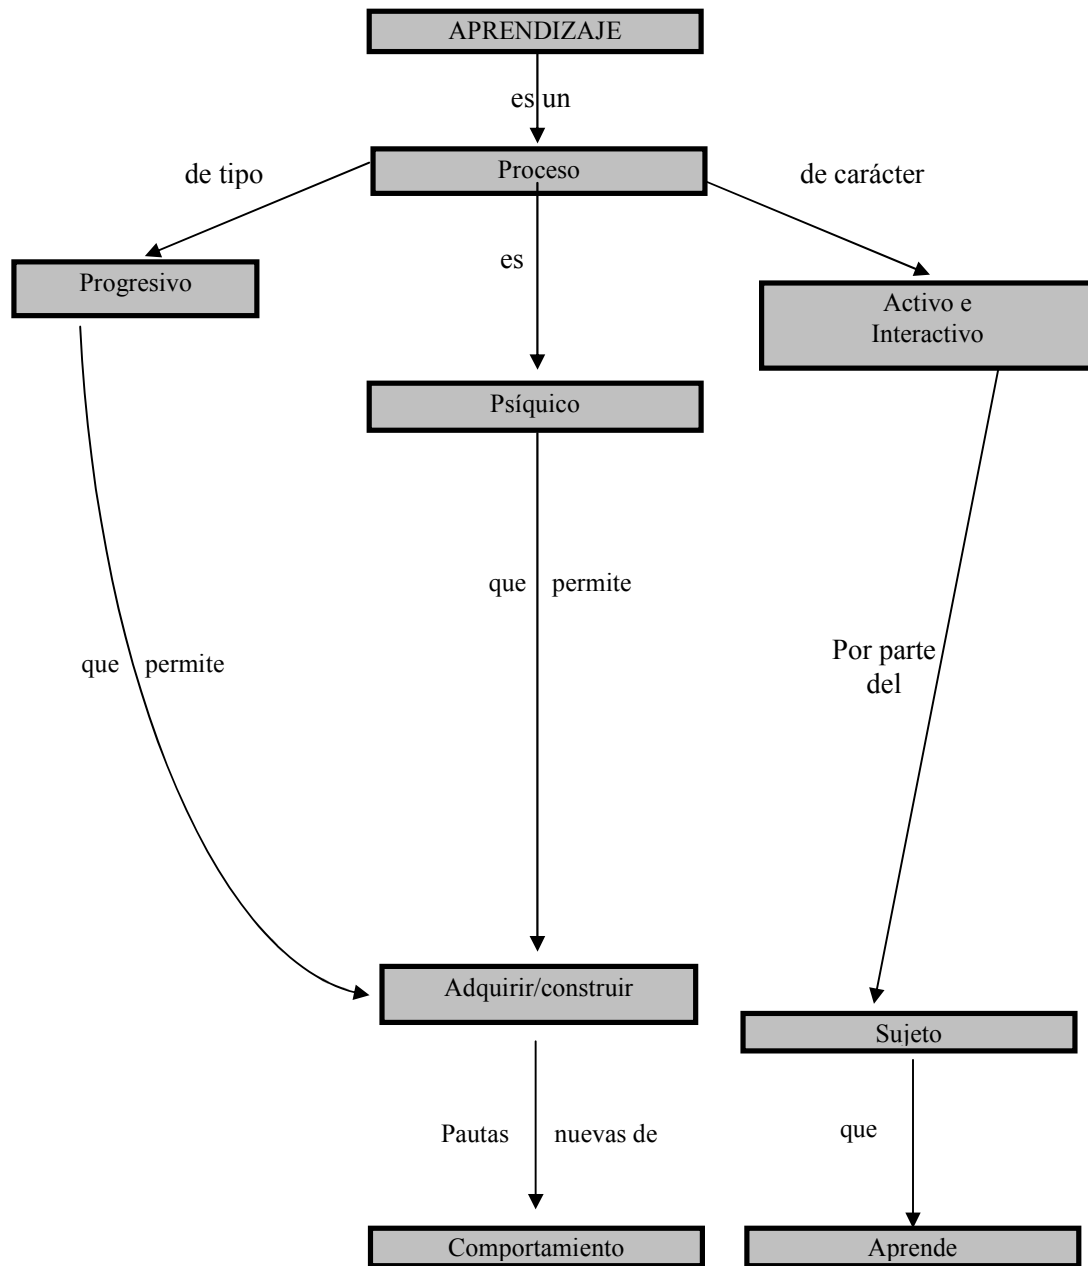 APRENDIZAJE
es un
de tipo
Proceso
de carácter
Progresivo
es
Activo e
Interactivo
Psíquico
que permite
que permite
Por parte
del
Adquirir/construir
Sujeto
Pautas nuevas de
que
Comportamiento
Aprende